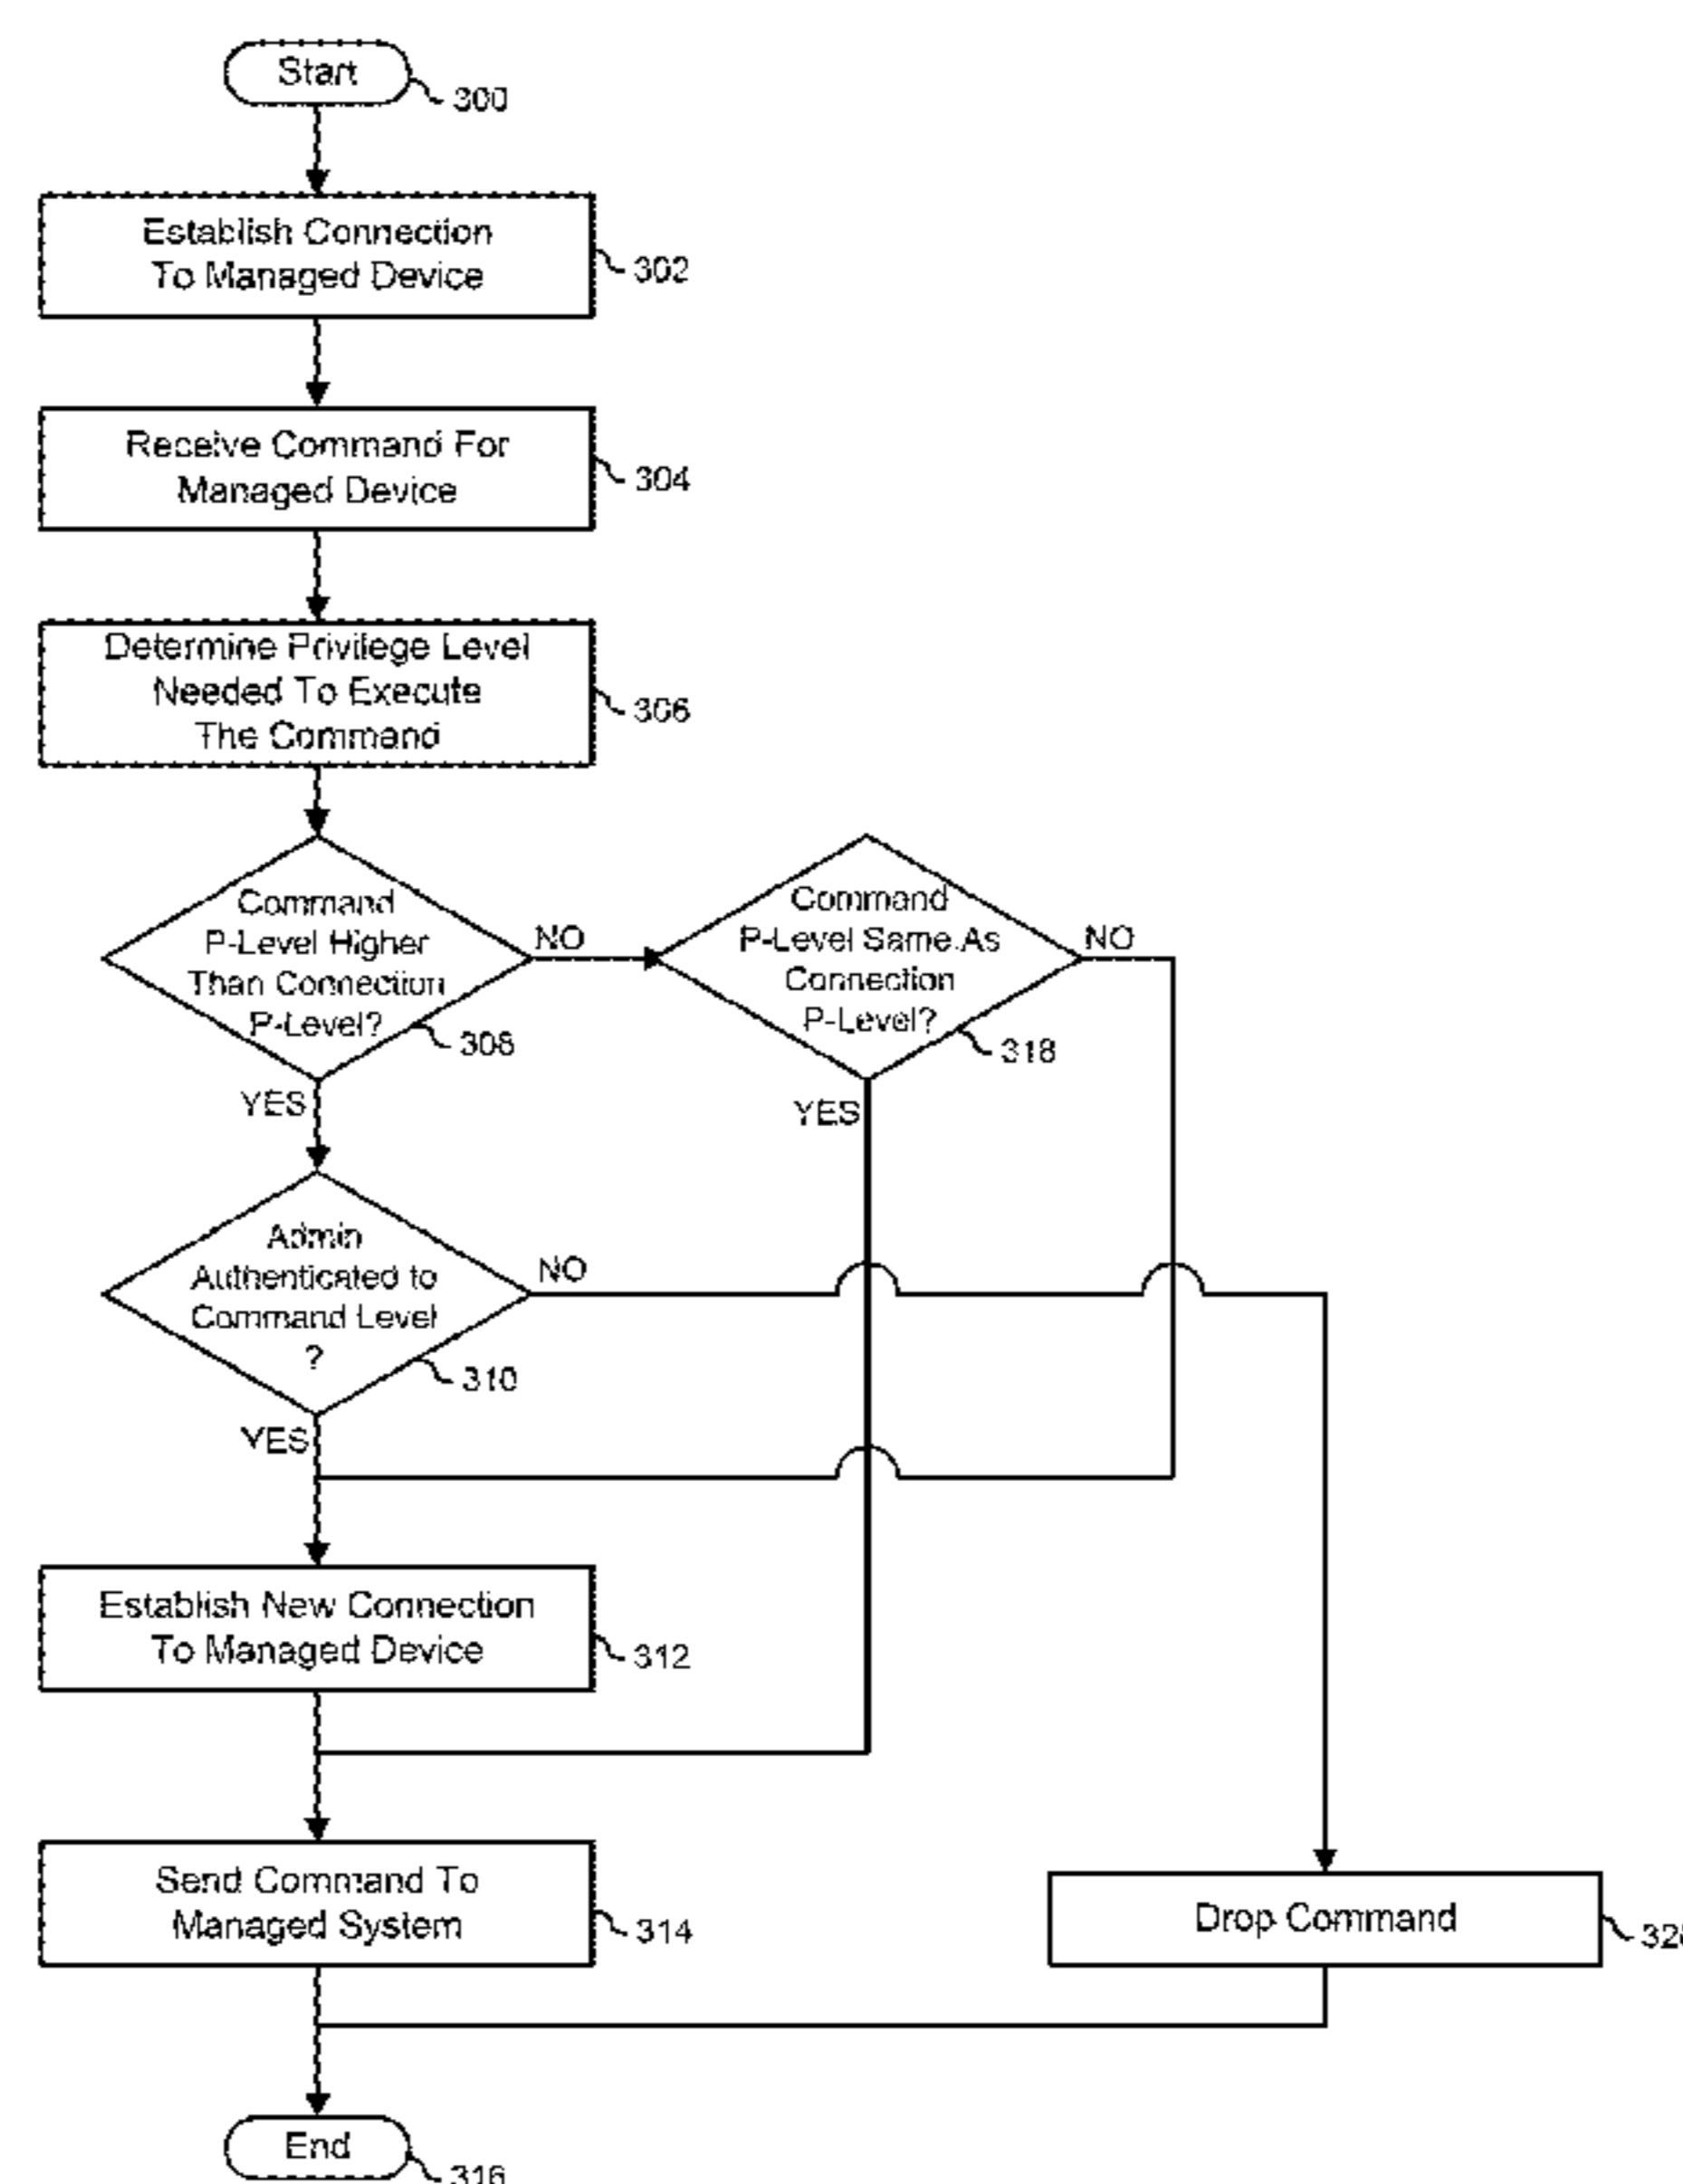 Start
300
Establish Connection
To Managed Device
302
Receive Command For
Managed Device
304
Determine Privilege Level
Needed To Execute
The Command
306
Command
P-Level Higher
Than Connection
P-Level?
308
NO
YES
Command
P-Level Same As
Connection
P-Level?
318
NO
YES
Admin
Authenticated to
Command Level
?
310
NO
YES
Establish New Connection
To Managed Device
312
Send Command To
Managed System
314
Drop Command
End
316